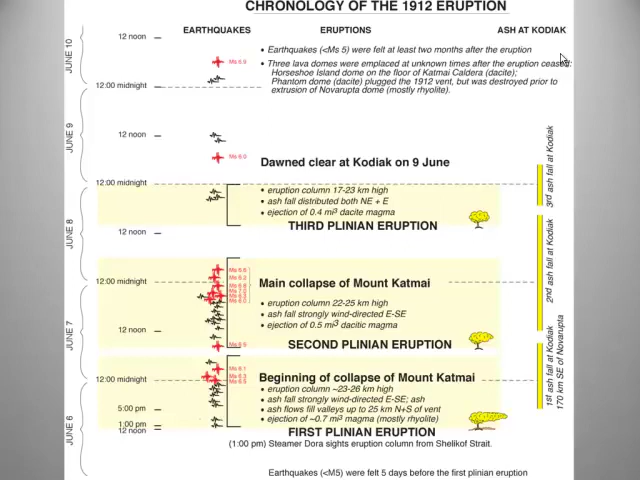 CHRONOLOGY OF THE 1912 ERUPTION
EARTHQUAKES
ERUPTIONS
ASH AT KODIAK
JUNE 10
12 noon
Ms 6.9
• Earthquakes (<Ms 5) were felt at least two months after the eruption
• Three lava domes were emplaced at unknown times after the eruption ceased:
Horseshoe Island dome on the floor of Katmai Caldera (dacite);
Phantom dome (dacite) plugged the 1912 vent, but was destroyed prior to
extrusion of Novarupta dome (mostly rhyolite).
12:00 midnight
JUNE 9
12 noon
Ms 6.0
Dawned clear at Kodiak on 9 June
3rd ash fall at Kodiak
12:00 midnight
• eruption column 17-23 km high
• ash fall distributed both NE + E
• ejection of 0.4 mi3 dacite magma
THIRD PLINIAN ERUPTION
JUNE 8
12 noon
2nd ash fall at Kodiak
Ms 6.6
Main collapse of Mount Katmai
12:00 midnight
Ms 7.0
• eruption column 22-25 km high
• ash fall strongly wind-directed E-SE
• ejection of 0.5 mi3 dacitic magma
JUNE 7
12 noon
SECOND PLINIAN ERUPTION
1st ash fall at Kodiak
170 km SE of Novarupta
Ms 6.1
Beginning of collapse of Mount Katmai
12:00 midnight
Ms 6.3
• eruption column ~23-26 km high
• ash fall strongly wind-directed E-SE; ash
• ash flows fill valleys up to 25 km N+S of vent
• ejection of ~0.7 mi3 magma (mostly rhyolite)
JUNE 6
5:00 pm
1:00 pm
12 noon
FIRST PLINIAN ERUPTION
(1:00 pm) Steamer Dora sights eruption column from Shelikof Strait.
Earthquakes (<M5) were felt 5 days before the first plinian eruption